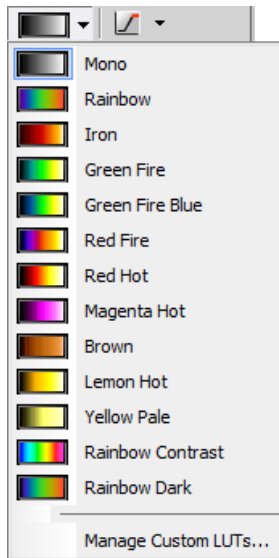 Mono
Rainbow
Iron
Green Fire
Green Fire Blue
Red Fire
Red Hot
Magenta Hot
Brown
Lemon Hot
Yellow Pale
Rainbow Contrast
Rainbow Dark
Manage Custom LUTs...